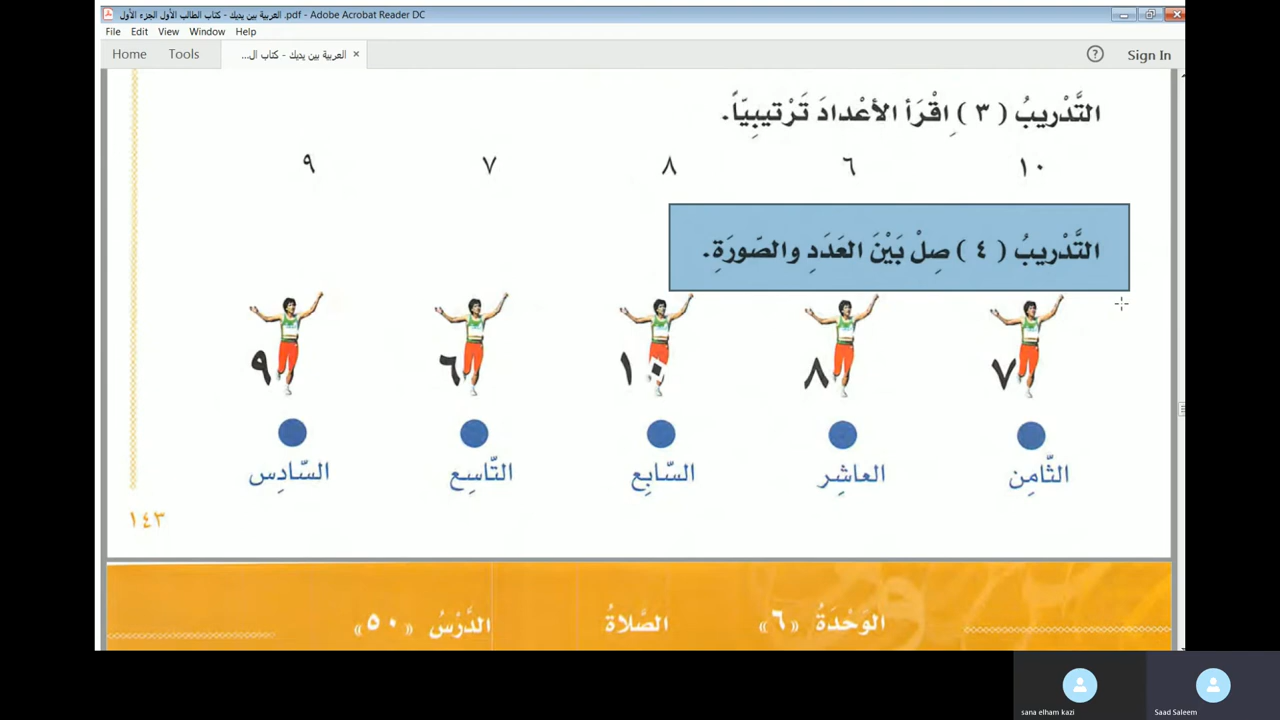 العربية بين يديك - كتاب الطالب الأول الجزء الأول.pdf - Adobe Acrobat Reader DC
File Edit View Window Help
Home Tools العربية بين يديك - كتاب ال... × ? Sign In
التَّدْريبُ ( ٣ ) اِقْرَأ الأعْدادَ تَرْتيبِيّاً.
١٠ ٦ ٨ ٧ ٩
التَّدْريبُ ( ٤ ) صِلْ بَيْنَ العَدَدِ والصّورَةِ.
٧ ٨ ١٠ ٦ ٩
الثّامِن العاشِر السّابِع التّاسِع السّادِس
١٤٣
الوَحْدَةُ «٦» الصَّلاةُ الدَّرْسُ «٥٠»
sana elham kazi Saad Saleem